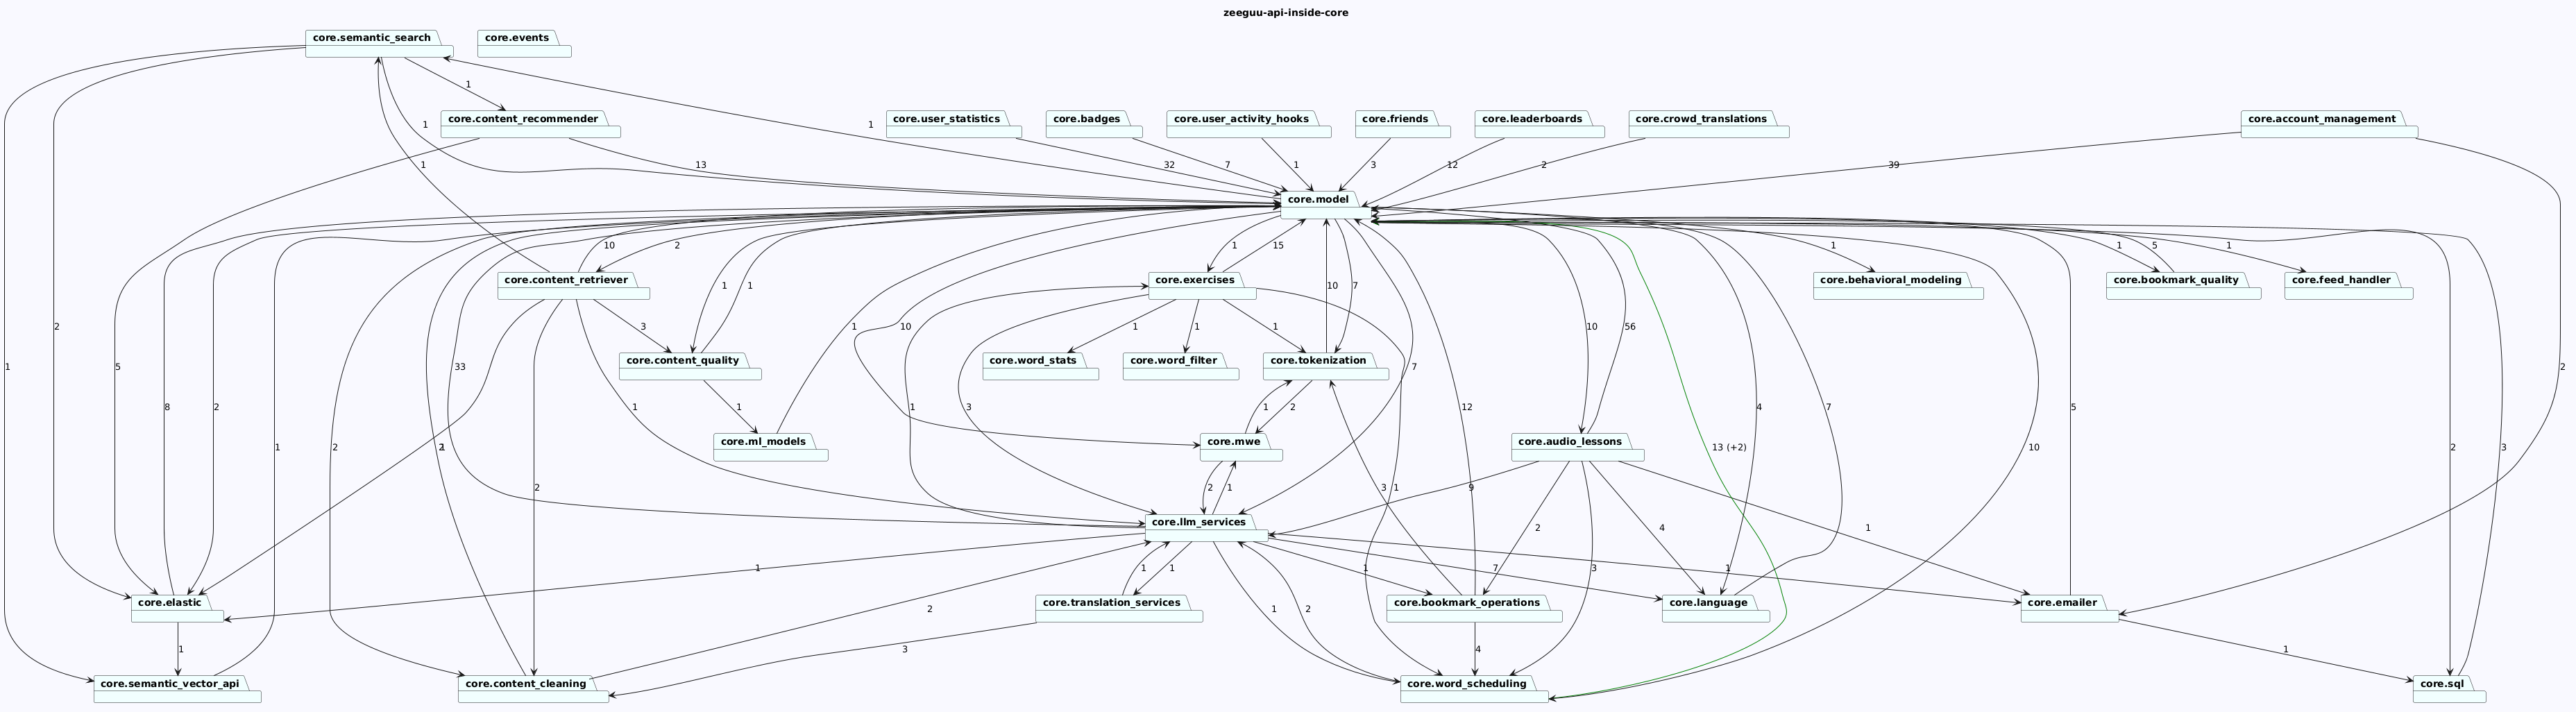 zeeguu-api-inside-core
core.semantic_search
core.events
1
core.content_recommender
core.user_statistics
core.badges
core.user_activity_hooks
core.friends
core.leaderboards
core.crowd_translations
core.account_management
1
1
1
13
32
7
1
3
12
2
39
core.model
10
2
1
15
1
1
5
1
core.content_retriever
core.exercises
core.behavioral_modeling
core.bookmark_quality
core.feed_handler
1
1
10
7
2
3
1
10
1
1
1
10
56
core.content_quality
core.word_stats
core.word_filter
core.tokenization
1
5
8
2
33
1
3
1
7
12
4
7
5
2
1
1
2
core.ml_models
core.mwe
core.audio_lessons
1
2
2
1
13 (+2)
10
2
3
2
2
1
3
1
9
core.llm_services
2
4
1
1
1
1
1
7
1
core.elastic
core.translation_services
core.bookmark_operations
core.language
core.emailer
2
1
2
3
1
3
4
1
core.semantic_vector_api
core.content_cleaning
core.word_scheduling
core.sql